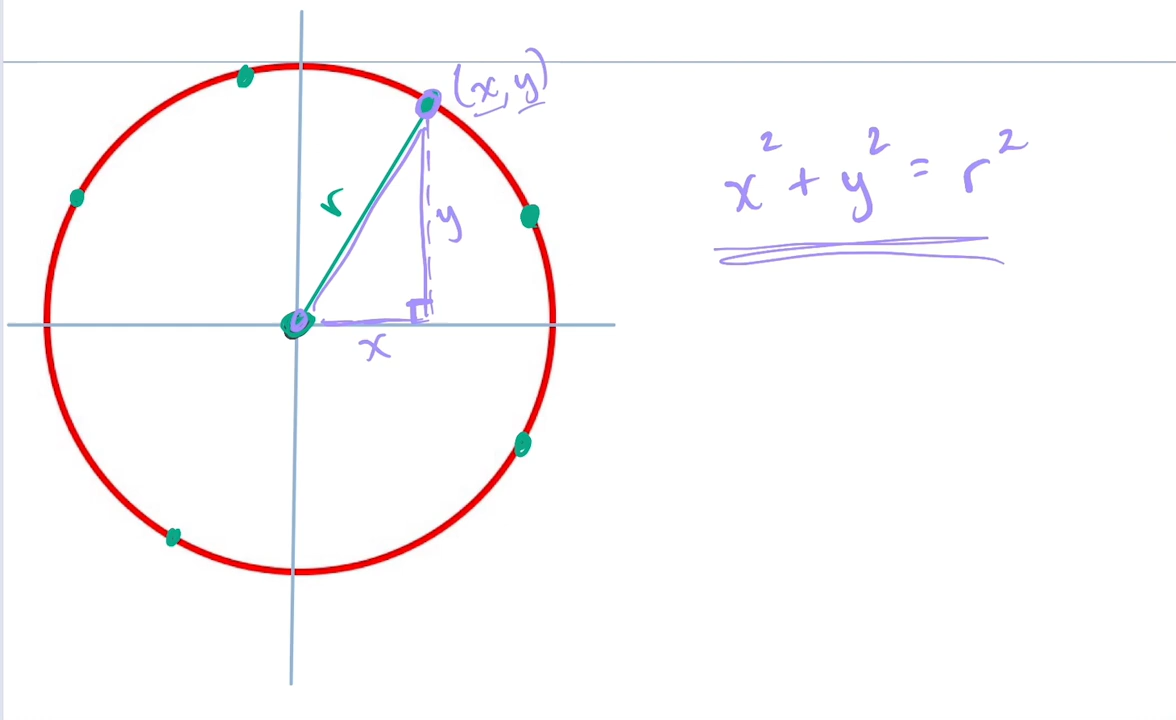 (x, y)
x² + y² = r²
r
y
x